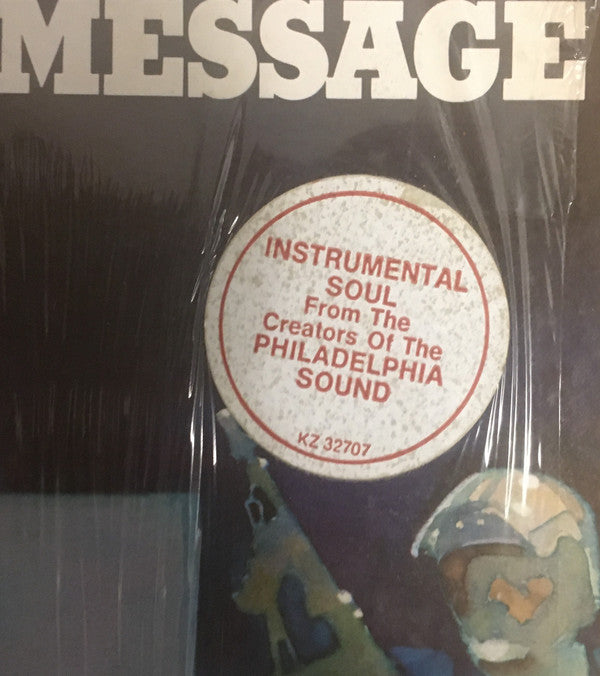 MESSAGE
INSTRUMENTAL
SOUL
From The
Creators Of The
PHILADELPHIA
SOUND
KZ 32707